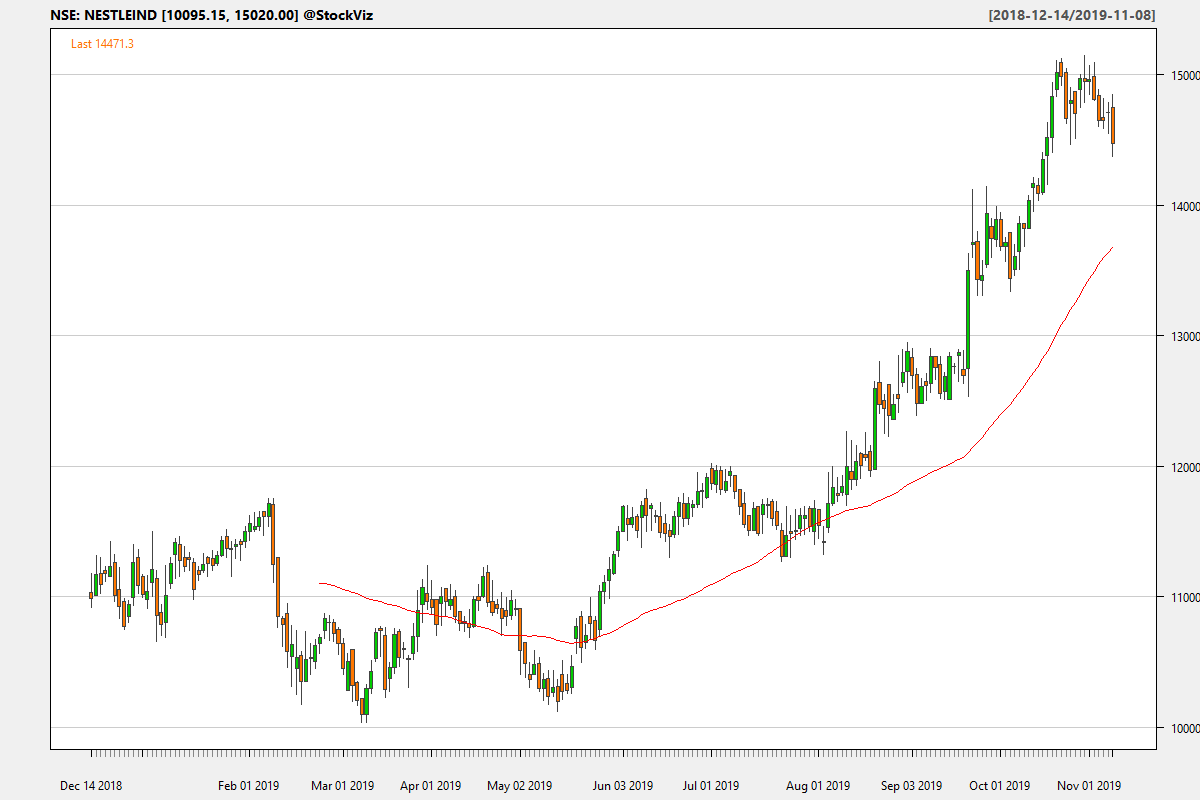 NSE: NESTLEIND [10095.15, 15020.00] @StockViz
[2018-12-14/2019-11-08]
Last 14471.3
15000
14000
13000
12000
11000
10000
Dec 14 2018
Feb 01 2019
Mar 01 2019
Apr 01 2019
May 02 2019
Jun 03 2019
Jul 01 2019
Aug 01 2019
Sep 03 2019
Oct 01 2019
Nov 01 2019